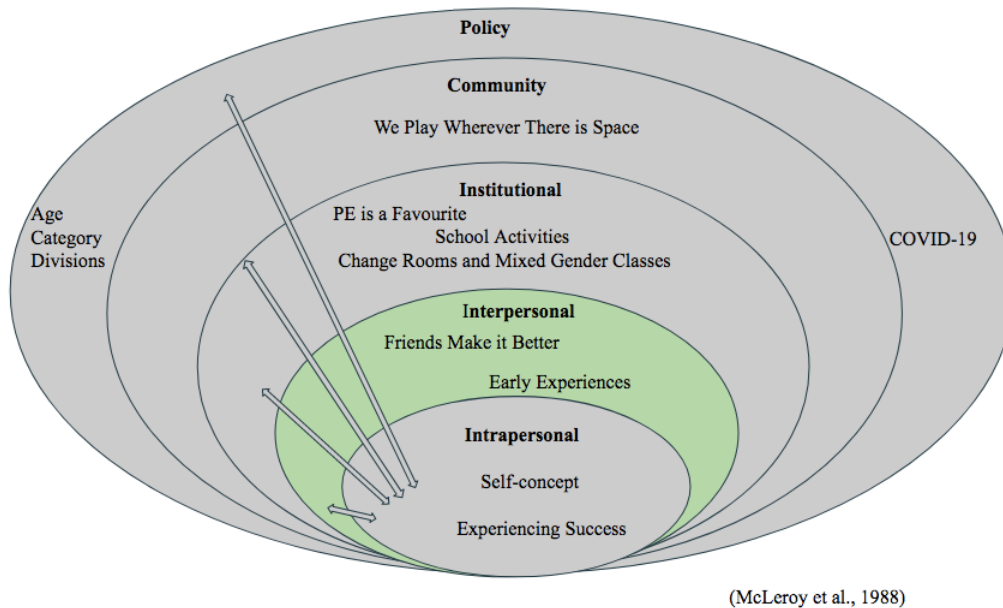 Policy
Community
We Play Wherever There is Space
Institutional
PE is a Favourite
School Activities
Change Rooms and Mixed Gender Classes
Age
Category
Divisions
COVID-19
Interpersonal
Friends Make it Better
Early Experiences
Intrapersonal
Self-concept
Experiencing Success
(McLeroy et al., 1988)